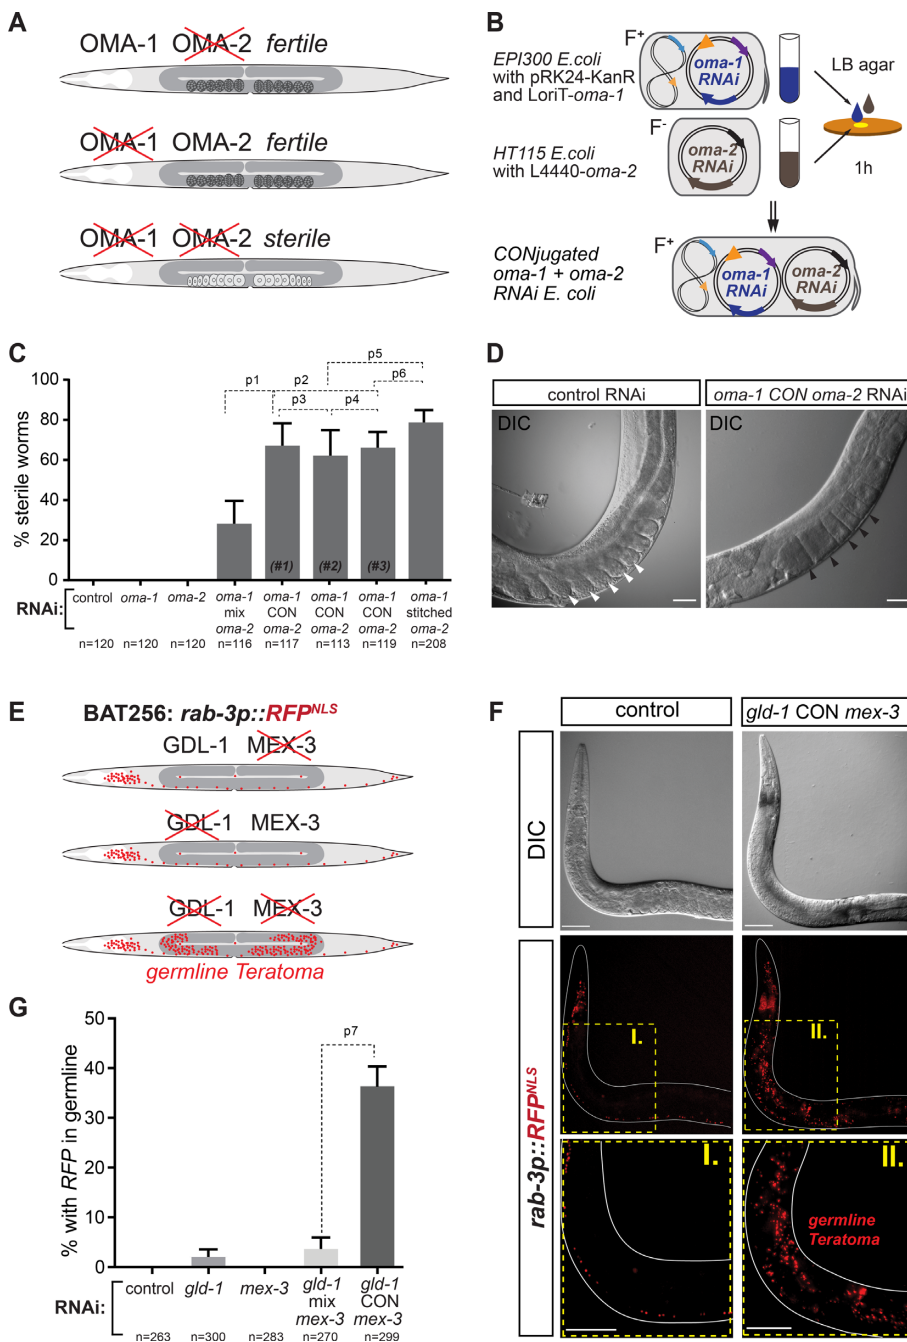 A
OMA-1 OMA-2 fertile
OMA-1 OMA-2 fertile
OMA-1 OMA-2 sterile
B
EPI300 E.coli
with pRK24-KanR
and LoriT-oma-1
F+
oma-1
RNAi
LB agar
HT115 E.coli
with L4440-oma-2
F-
oma-2
RNAi
1h
CONjugated
oma-1 + oma-2
RNAi E. coli
F+
oma-1
RNAi
oma-2
RNAi
C
p5
p1 p2 p6
p3 p4
% sterile worms
100
80
60
40
20
0
(#1) (#2) (#3)
RNAi:
control oma-1 oma-2 oma-1 oma-1 oma-1 oma-1 oma-1
mix CON CON CON stitched
oma-2 oma-2 oma-2 oma-2 oma-2
n=120 n=120 n=120 n=116 n=117 n=113 n=119 n=208
D
control RNAi
oma-1 CON oma-2 RNAi
DIC
DIC
E
BAT256: rab-3p::RFPNLS
GDL-1 MEX-3
GDL-1 MEX-3
GDL-1 MEX-3
germline Teratoma
F
control
gld-1 CON mex-3
DIC
rab-3p::RFPNLS
I.
II.
I.
II.
germline
Teratoma
G
p7
% with RFP in germline
50
40
30
20
10
0
RNAi:
control gld-1 mex-3 gld-1 gld-1
mix CON
mex-3 mex-3
n=263 n=300 n=283 n=270 n=299